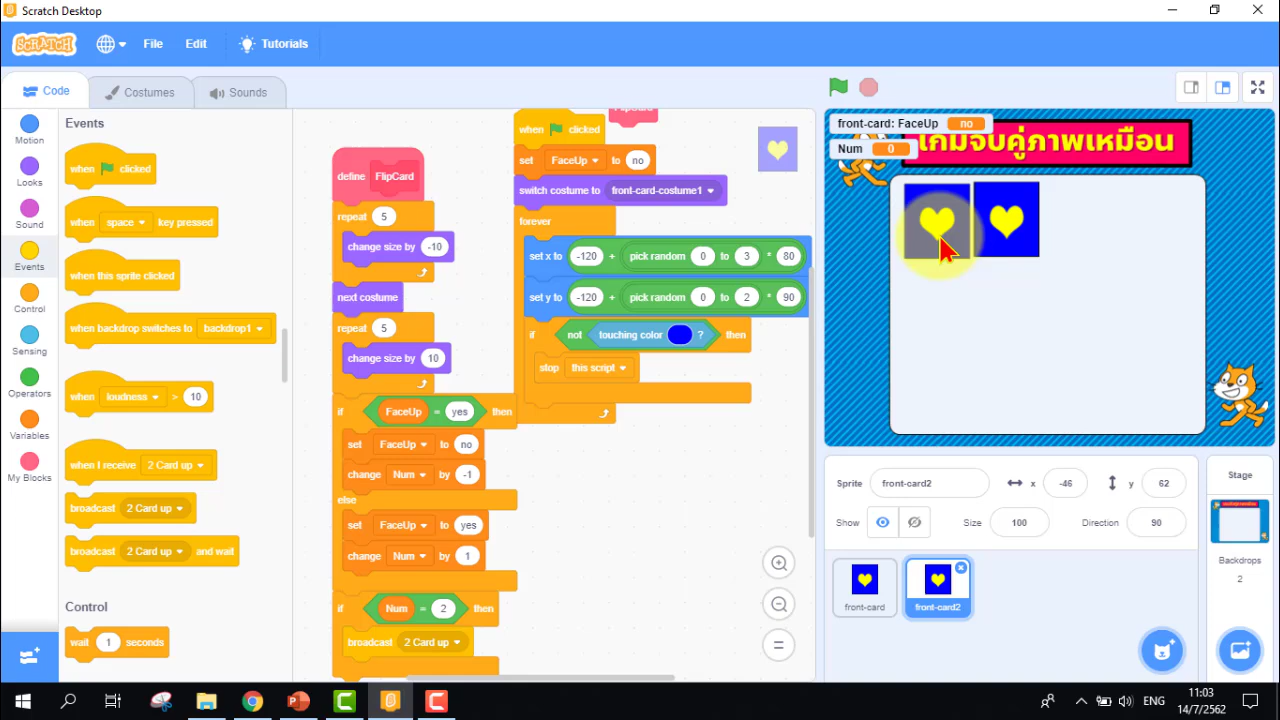 Scratch Desktop
SCRATCH File Edit Tutorials
Code Costumes Sounds
Motion
Looks
Sound
Events
Control
Sensing
Operators
Variables
My Blocks
Events
when clicked
when space key pressed
when this sprite clicked
when backdrop switches to backdrop1
when loudness > 10
when I receive 2 Card up
broadcast 2 Card up
broadcast 2 Card up and wait
Control
wait 1 seconds
define FlipCard
repeat 5
change size by -10
next costume
repeat 5
change size by 10
if FaceUp = yes then
set FaceUp to no
change Num by -1
else
set FaceUp to yes
change Num by 1
if Num = 2 then
broadcast 2 Card up
FlipCard
when clicked
set FaceUp to no
switch costume to front-card-costume1
forever
set x to -120 + pick random 0 to 3 * 80
set y to -120 + pick random 0 to 2 * 90
if not touching color ? then
stop this script
front-card: FaceUp no
Num 0
เกมจับคู่ภาพเหมือน
Sprite front-card2 x -46 y 62
Show Size 100 Direction 90
front-card
front-card2
Stage
Backdrops
2
ENG
11:03
14/7/2562